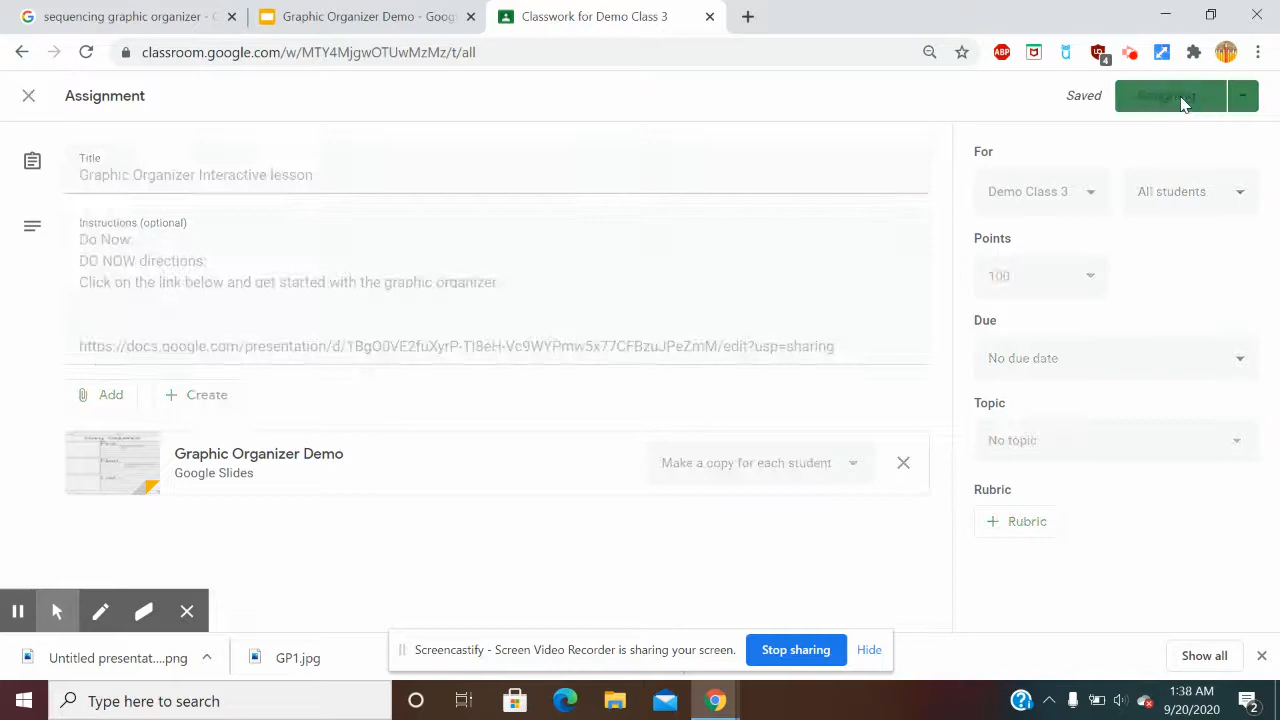 sequencing graphic organizer -
Graphic Organizer Demo - Goog
Classwork for Demo Class 3
classroom.google.com/w/MTY4MjgwOTUwMzMz/t/all
ABP
4
Assignment
Saved
For
Title
Graphic Organizer Interactive lesson
Demo Class 3
All students
Instructions (optional)
Do Now:
DO NOW directions:
Click on the link below and get started with the graphic organizer.
Points
100
Due
https://docs.google.com/presentation/d/
/edit?usp=sharing
No due date
Add
Create
Topic
No topic
Graphic Organizer Demo
Google Slides
Make a copy for each student
Rubric
Rubric
Screencastify - Screen Video Recorder is sharing your screen.
Stop sharing
Hide
Untitled presentat....png
GP1.jpg
Show all
Type here to search
1:38 AM
9/20/2020
2